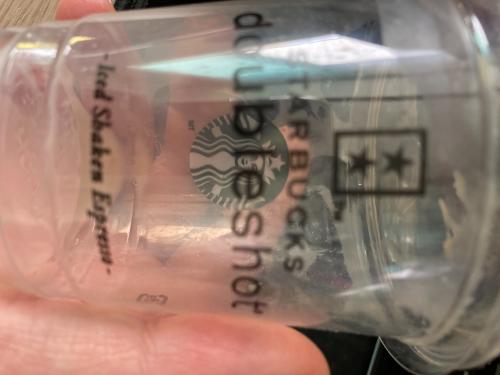 STARBUCKS
doubleshot
- Iced Shaken Espresso -